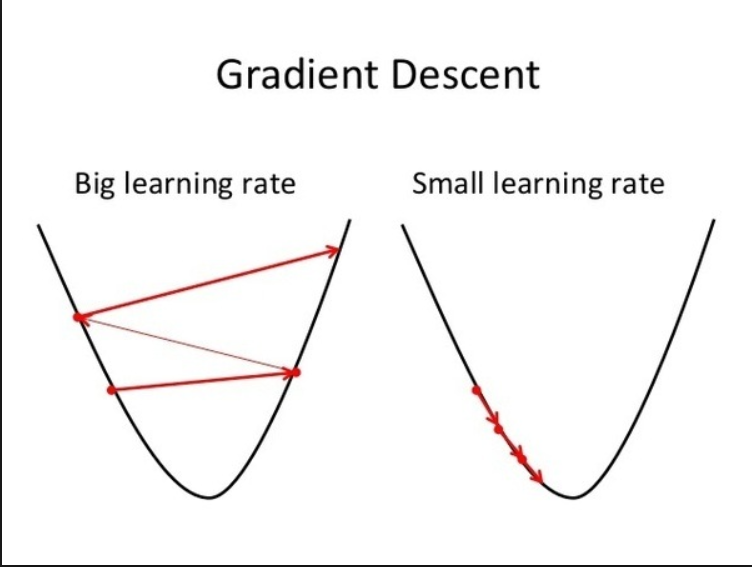 Gradient Descent
Big learning rate
Small learning rate